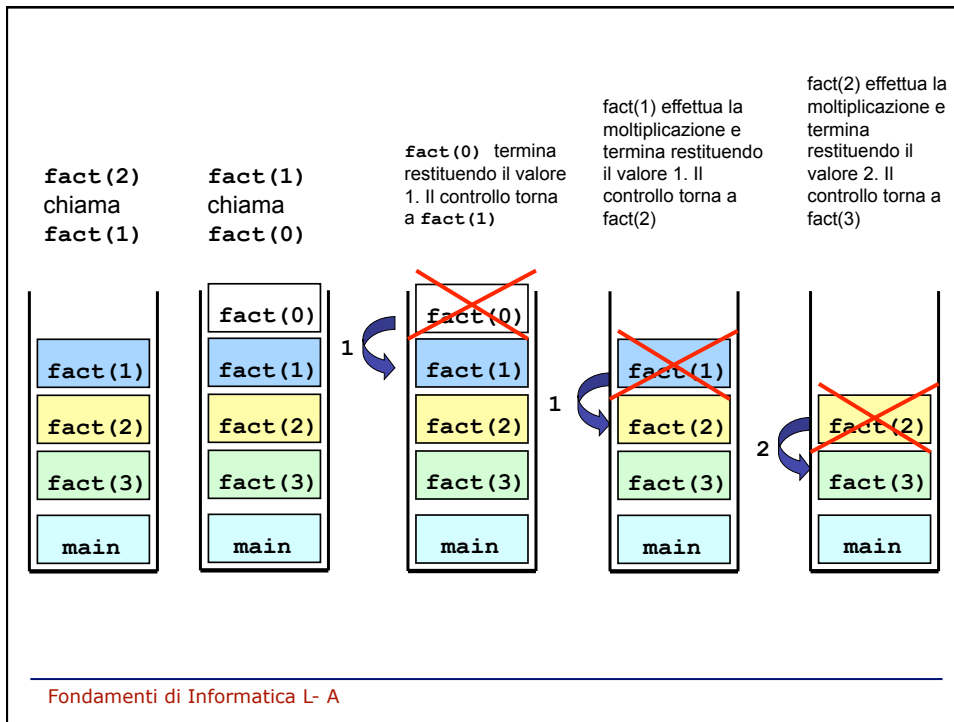 fact(2)
chiama
fact(1)
fact(1)
chiama
fact(0)
fact(0) termina
restituendo il valore
1. Il controllo torna
a fact(1)
fact(1) effettua la
moltiplicazione e
termina restituendo
il valore 1. Il
controllo torna a
fact(2)
fact(2) effettua la
moltiplicazione e
termina
restituendo il
valore 2. Il
controllo torna a
fact(3)
fact(1)
fact(2)
fact(3)
main
fact(0)
fact(1)
fact(2)
fact(3)
main
1
fact(0)
fact(1)
fact(2)
fact(3)
main
1
fact(1)
fact(2)
fact(3)
main
2
fact(2)
fact(3)
main
Fondamenti di Informatica L- A